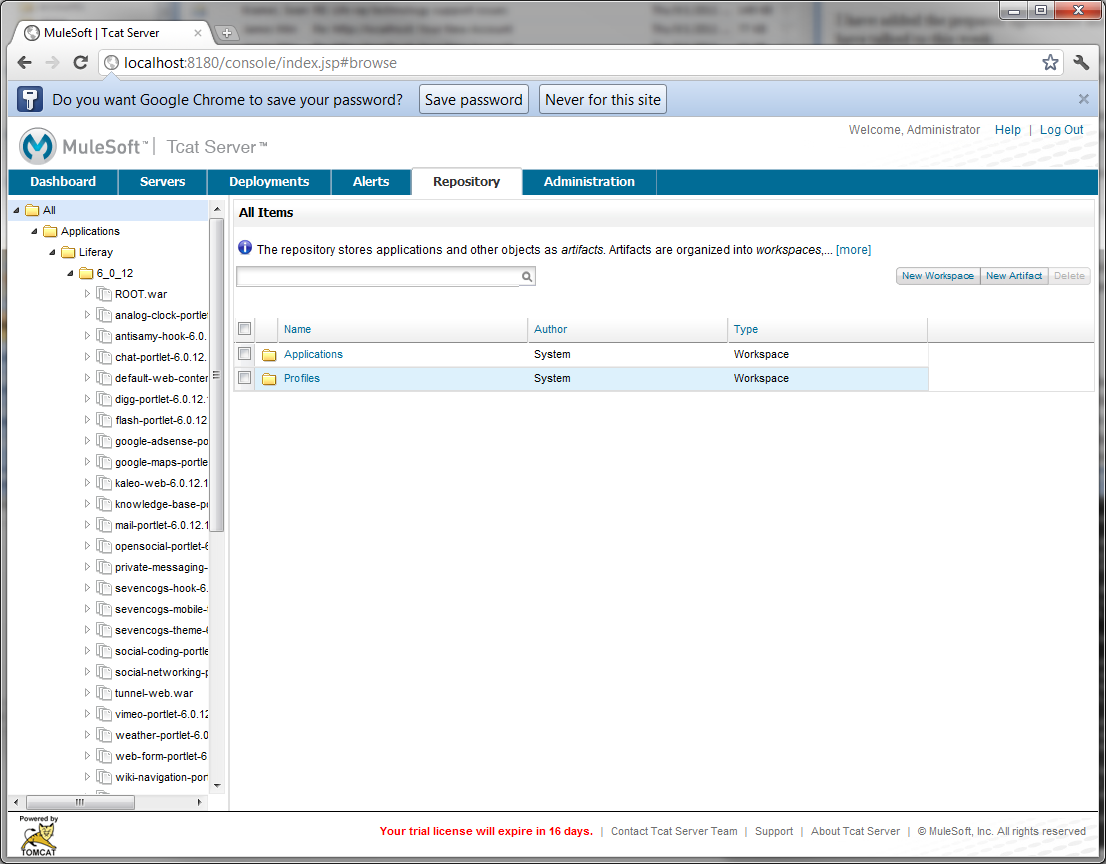 MuleSoft | Tcat Server
localhost:8180/console/index.jsp#browse
Do you want Google Chrome to save your password? Save password Never for this site
Welcome, Administrator Help | Log Out
MuleSoft™ | Tcat Server™
Dashboard Servers Deployments Alerts Repository Administration
All
Applications
Liferay
6_0_12
ROOT.war
analog-clock-portle
antisamy-hook-6.0.
chat-portlet-6.0.12.
default-web-conter
digg-portlet-6.0.12.
flash-portlet-6.0.12
google-adsense-po
google-maps-portle
kaleo-web-6.0.12.1
knowledge-base-p
mail-portlet-6.0.12.1
opensocial-portlet-6
private-messaging-
sevencogs-hook-6.
sevencogs-mobile-
sevencogs-theme-6
social-coding-portle
social-networking-p
tunnel-web.war
vimeo-portlet-6.0.12
weather-portlet-6.0
web-form-portlet-6
wiki-navigation-por
All Items
The repository stores applications and other objects as artifacts. Artifacts are organized into workspaces,... [more]
New Workspace New Artifact Delete
Name Author Type
Applications System Workspace
Profiles System Workspace
Powered by
TOMCAT
Your trial license will expire in 16 days. | Contact Tcat Server Team | Support | About Tcat Server | © MuleSoft, Inc. All rights reserved